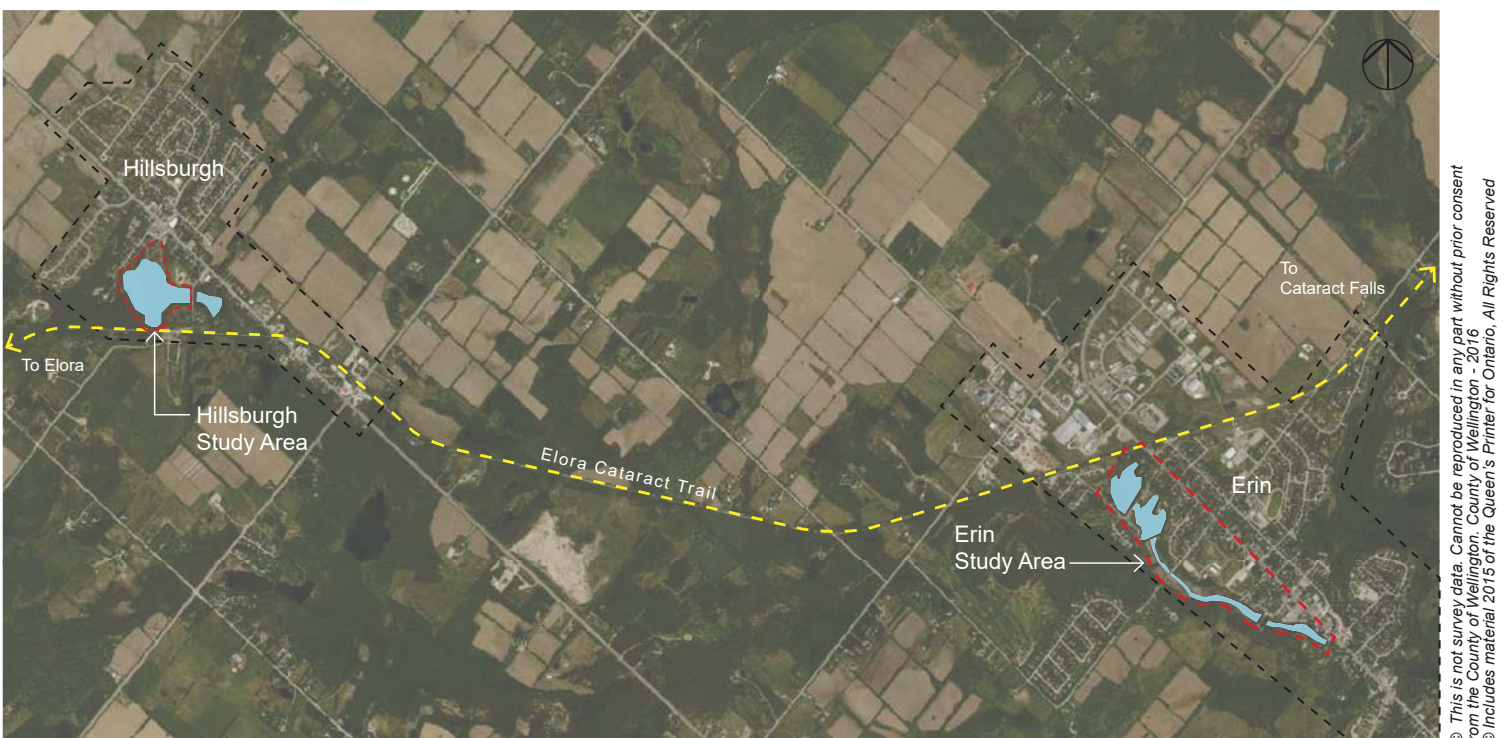 Hillsburgh
To
Cataract Falls
To Elora
Hillsburgh
Study Area
Elora Cataract Trail
Erin
Erin
Study Area
© This is not survey data. Cannot be reproduced in any part without prior consent
from the County of Wellington. County of Wellington - 2016
© Includes material 2015 of the Queen's Printer for Ontario, All Rights Reserved